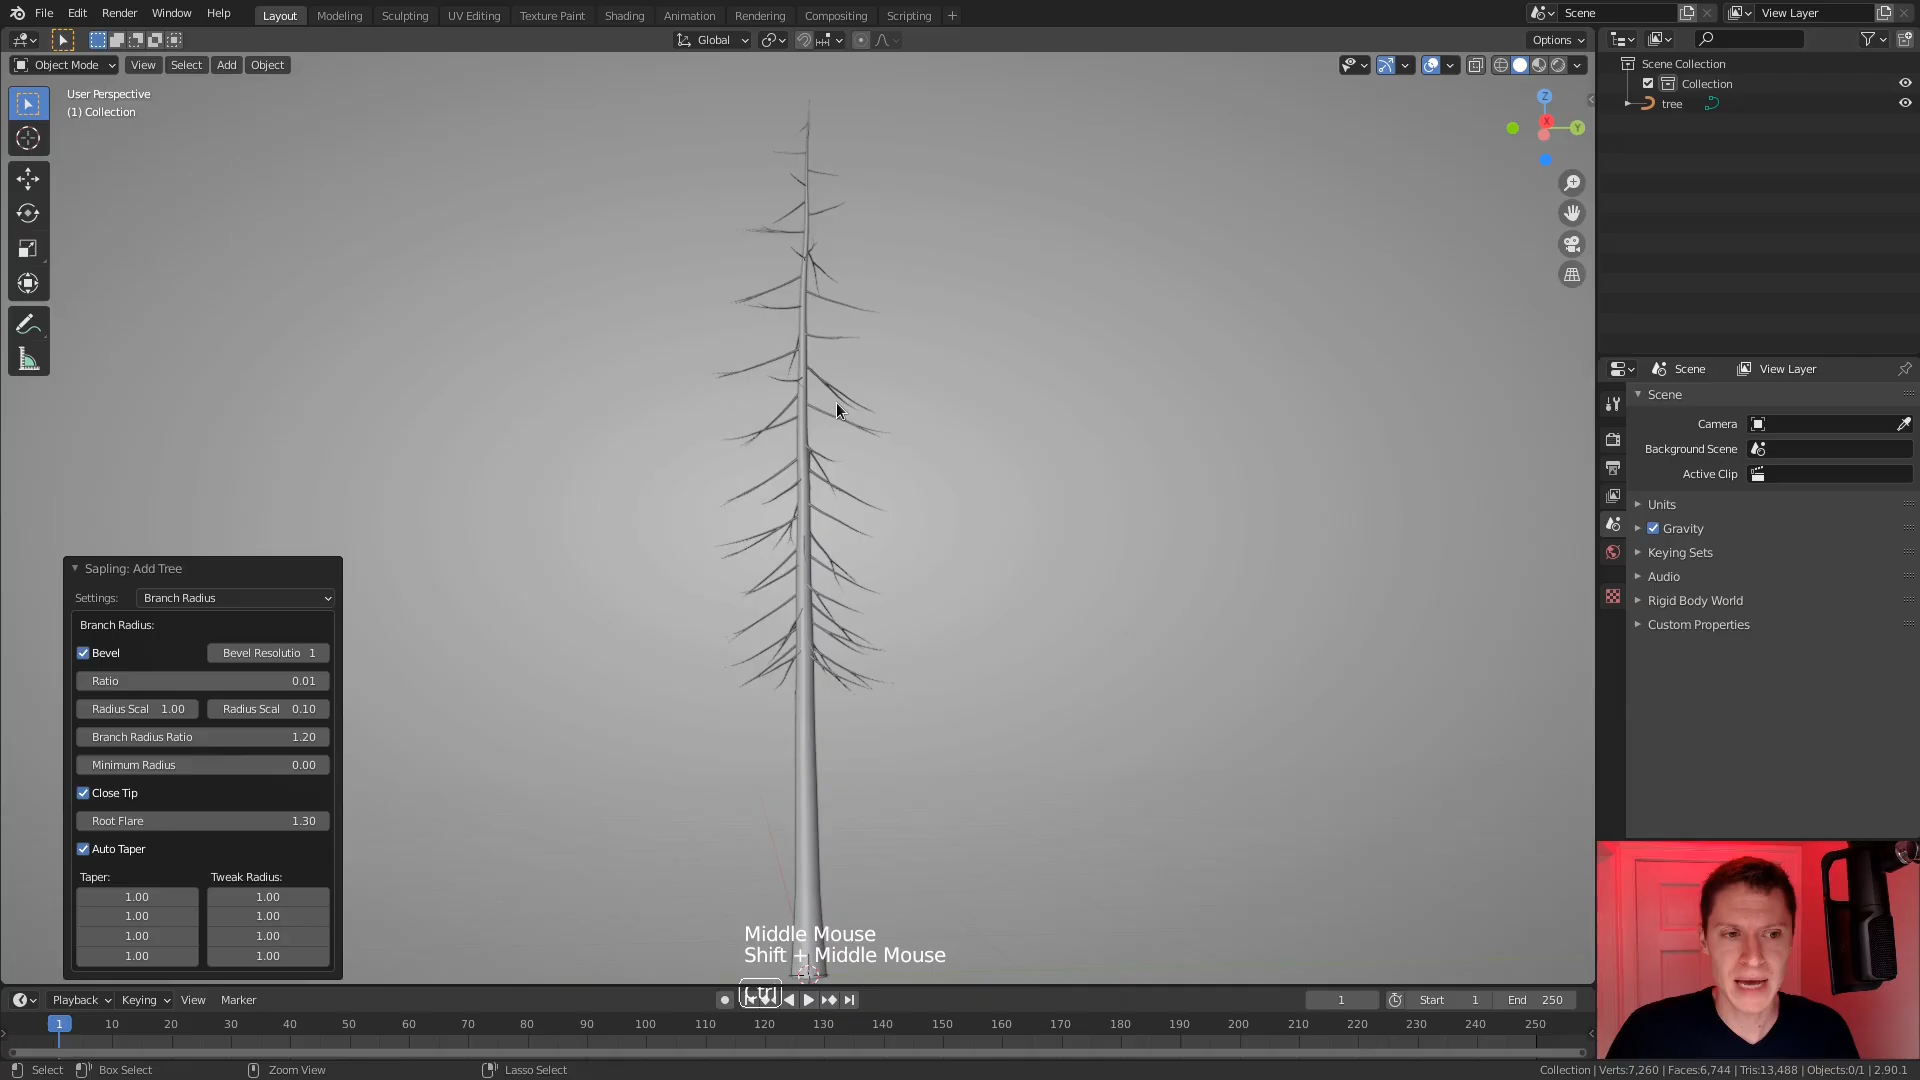 File Edit Render Window Help
Layout Modeling Sculpting UV Editing Texture Paint Shading Animation Rendering Compositing Scripting +
Scene
View Layer
Global
Options
Object Mode View Select Add Object
User Perspective
(1) Collection
Z
X
Y
Scene Collection
Collection
tree
Scene View Layer
Scene
Camera
Background Scene
Active Clip
Units
Gravity
Keying Sets
Audio
Rigid Body World
Custom Properties
Sapling: Add Tree
Settings: Branch Radius
Branch Radius:
Bevel Bevel Resolutio 1
Ratio 0.01
Radius Scal 1.00 Radius Scal 0.10
Branch Radius Ratio 1.20
Minimum Radius 0.00
Close Tip
Root Flare 1.30
Auto Taper
Taper: Tweak Radius:
1.00 1.00
1.00 1.00
1.00 1.00
1.00 1.00
Middle Mouse
Shift + Middle Mouse
Ctrl
Playback Keying View Marker
1 Start 1 End 250
1 10 20 30 40 50 60 70 80 90 100 110 120 130 140 150 160 170 180 190 200 210 220 230 240 250
Select Box Select Zoom View Lasso Select
Collection | Verts:7,260 | Faces:6,744 | Tris:13,488 | Objects:0/1 | 2.90.1